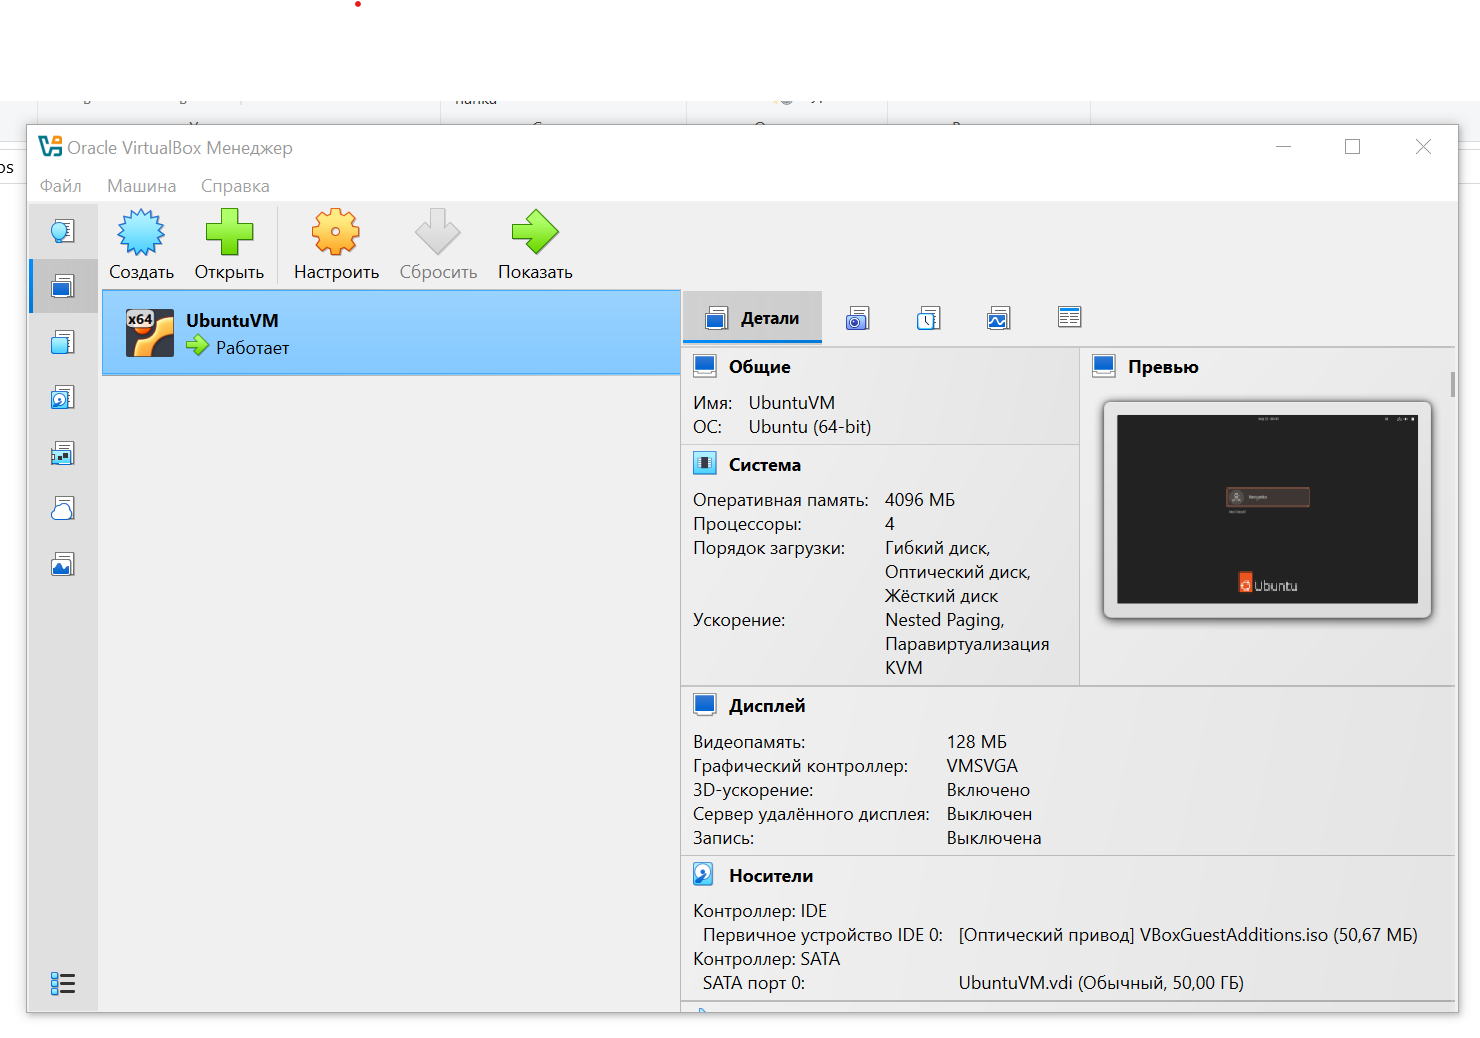 папка
Oracle VirtualBox Менеджер
os
Файл Машина Справка
Создать Открыть Настроить Сбросить Показать
x64
UbuntuVM
Работает
Детали
Общие
Имя: UbuntuVM
ОС: Ubuntu (64-bit)
Превью
Ubuntu
Система
Оперативная память: 4096 МБ
Процессоры: 4
Порядок загрузки: Гибкий диск,
Оптический диск,
Жёсткий диск
Ускорение: Nested Paging,
Паравиртуализация
KVM
Дисплей
Видеопамять: 128 МБ
Графический контроллер: VMSVGA
3D-ускорение: Включено
Сервер удалённого дисплея: Выключен
Запись: Выключена
Носители
Контроллер: IDE
Первичное устройство IDE 0: [Оптический привод] VBoxGuestAdditions.iso (50,67 МБ)
Контроллер: SATA
SATA порт 0: UbuntuVM.vdi (Обычный, 50,00 ГБ)